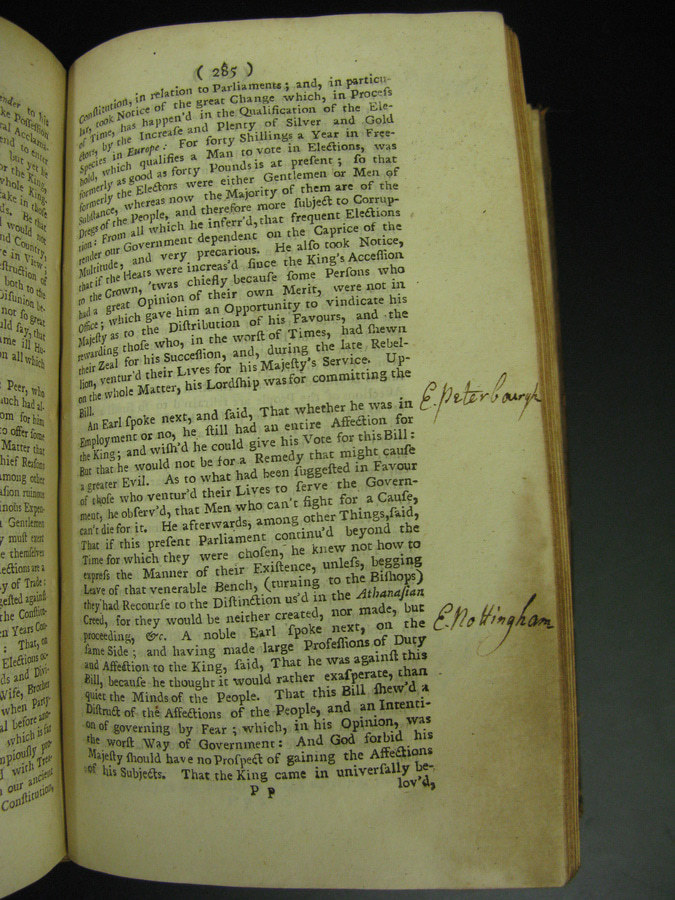 ( 285 )
Conſtitution, in relation to Parliaments; and, in particu-
lar, took Notice of the great Change which, in Proceſs
of Time, has happen'd in the Qualification of the Ele-
ctors, by the Increaſe and Plenty of Silver and Gold
Species in Europe: For forty Shillings a Year in Free-
hold, which qualifies a Man to vote in Elections, was
formerly as good as forty Pounds is at preſent; ſo that
formerly the Electors were either Gentlemen or Men of
Subſtance, whereas now the Majority of them are of the
Dregs of the People, and therefore more ſubject to Corrup-
tion: From all which he inferr'd, that frequent Elections
render our Government dependent on the Caprice of the
Multitude, and very precarious. He alſo took Notice,
that if the Heats were increas'd ſince the King's Acceſſion
to the Crown, 'twas chiefly becauſe ſome Perſons who
had a great Opinion of their own Merit, were not in
Office; which gave him an Opportunity to vindicate his
Majeſty as to the Diſtribution of his Favours, and the
rewarding thoſe who, in the worſt of Times, had ſhewn
their Zeal for his Succeſſion, and, during the late Rebel-
lion, ventur'd their Lives for his Majeſty's Service. Up-
on the whole Matter, his Lordſhip was for committing the
Bill.
An Earl ſpoke next, and ſaid, That whether he was in
E. Peterbourgh
Employment or no, he ſtill had an entire Affection for
the King; and wiſh'd he could give his Vote for this Bill:
But that he would not be for a Remedy that might cauſe
a greater Evil. As to what had been ſuggeſted in Favour
of thoſe who ventur'd their Lives to ſerve the Govern-
ment, he obſerv'd, that Men who can't fight for a Cauſe,
can't die for it. He afterwards, among other Things, ſaid,
That if this preſent Parliament continu'd beyond the
Time for which they were choſen, he knew not how to
expreſs the Manner of their Exiſtence, unleſs, begging
Leave of that venerable Bench, (turning to the Biſhops)
they had Recourſe to the Diſtinction us'd in the Athanaſian
Creed, for they would be neither created, nor made, but
proceeding, &c. A noble Earl ſpoke next, on the
E. Nottingham
ſame Side; and having made large Profeſſions of Duty
and Affection to the King, ſaid, That he was againſt this
Bill, becauſe he thought it would rather exaſperate, than
quiet the Minds of the People. That this Bill ſhew'd a
Diſtruct of the Affections of the People, and an Intenti-
on of governing by Fear; which, in his Opinion, was
the worſt Way of Government: And God forbid his
Majeſty ſhould have no Proſpect of gaining the Affections
of his Subjects. That the King came in univerſally be-
P p
lov'd,